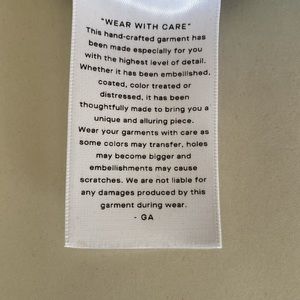 "WEAR WITH CARE"
This hand-crafted garment has
been made especially for you
with the highest level of detail.
Whether it has been embellished,
coated, color treated or
distressed, it has been
thoughtfully made to bring you a
unique and alluring piece.
Wear your garments with care as
some colors may transfer, holes
may become bigger and
embellishments may cause
scratches. We are not liable for
any damages produced by this
garment during wear.
- GA